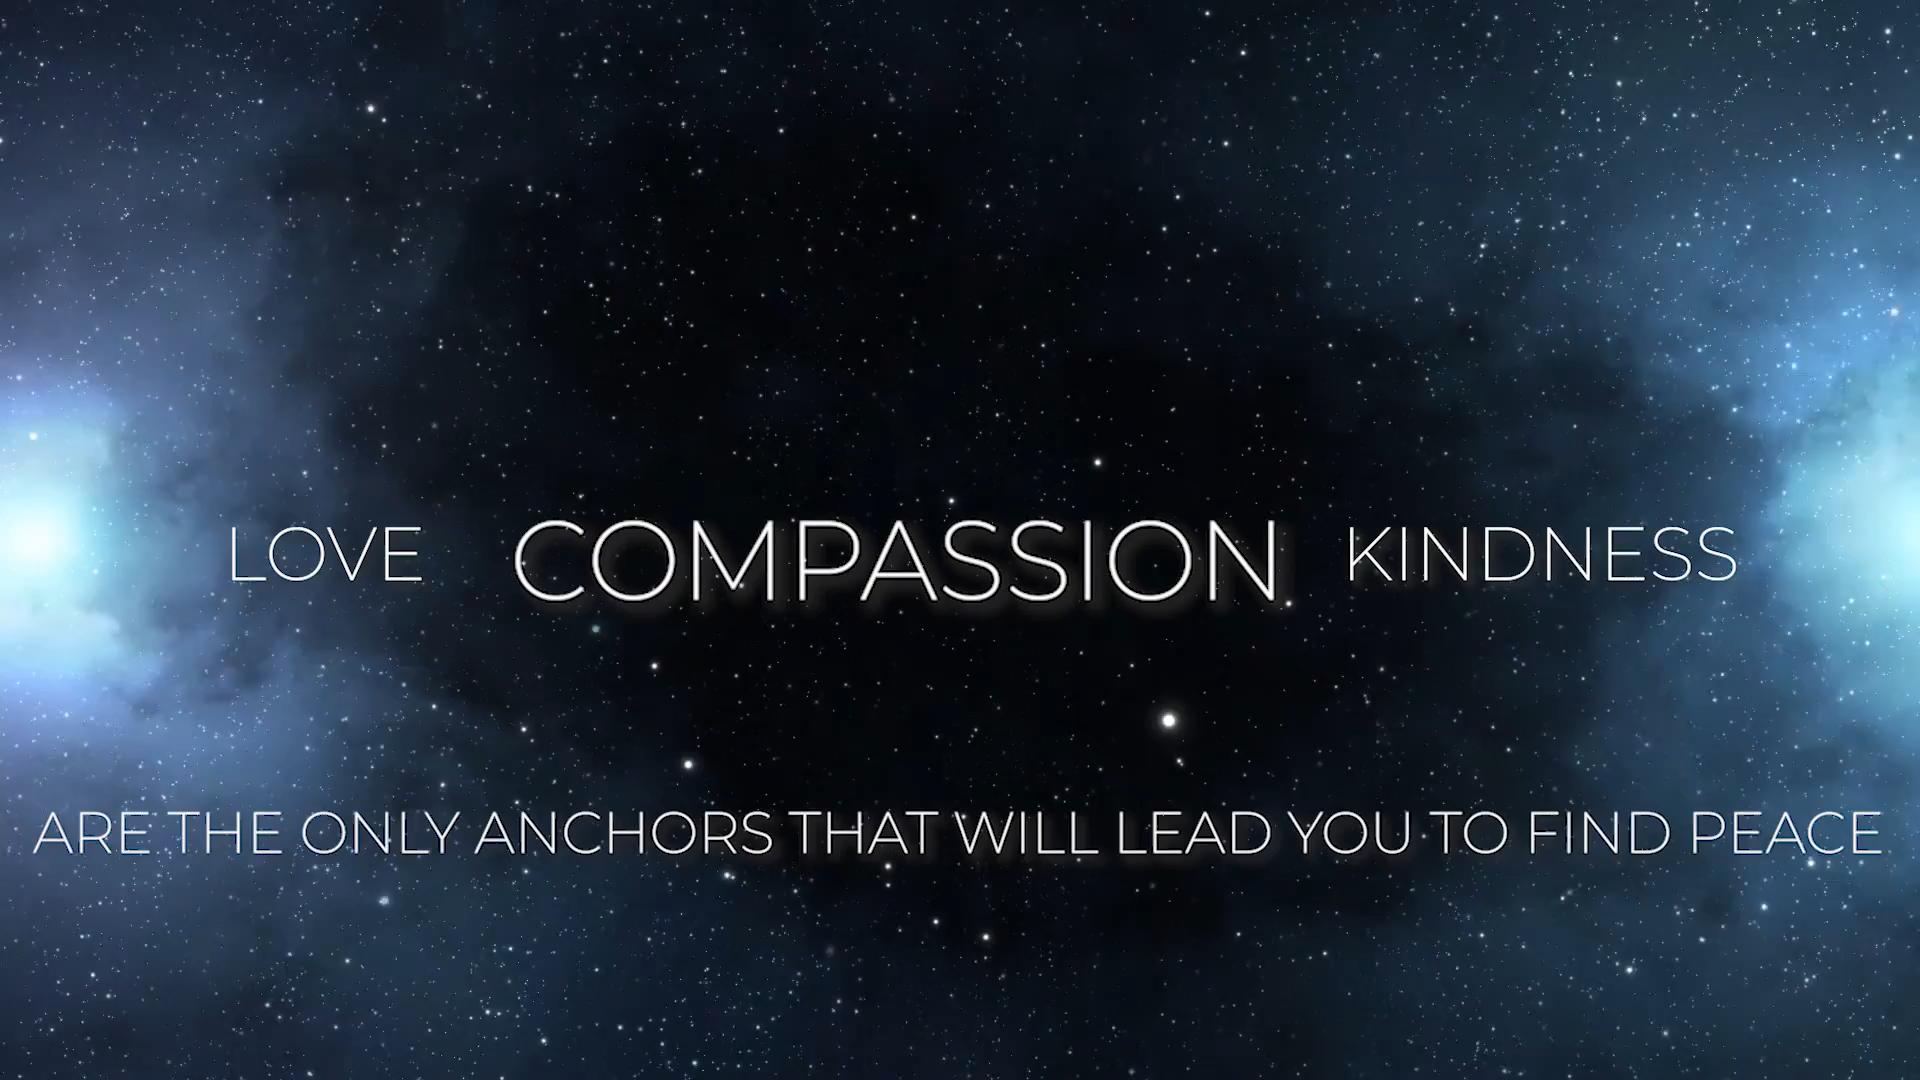 LOVE COMPASSION KINDNESS
ARE THE ONLY ANCHORS THAT WILL LEAD YOU TO FIND PEACE